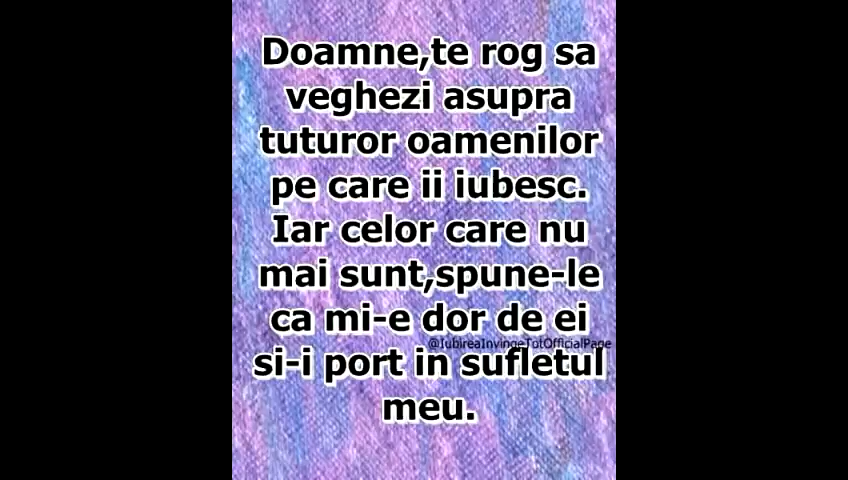 Doamne,te rog sa
veghezi asupra
tuturor oamenilor
pe care ii iubesc.
Iar celor care nu
mai sunt,spune-le
ca mi-e dor de ei
@IubireaInvingeTotOfficialPage
si-i port in sufletul
meu.